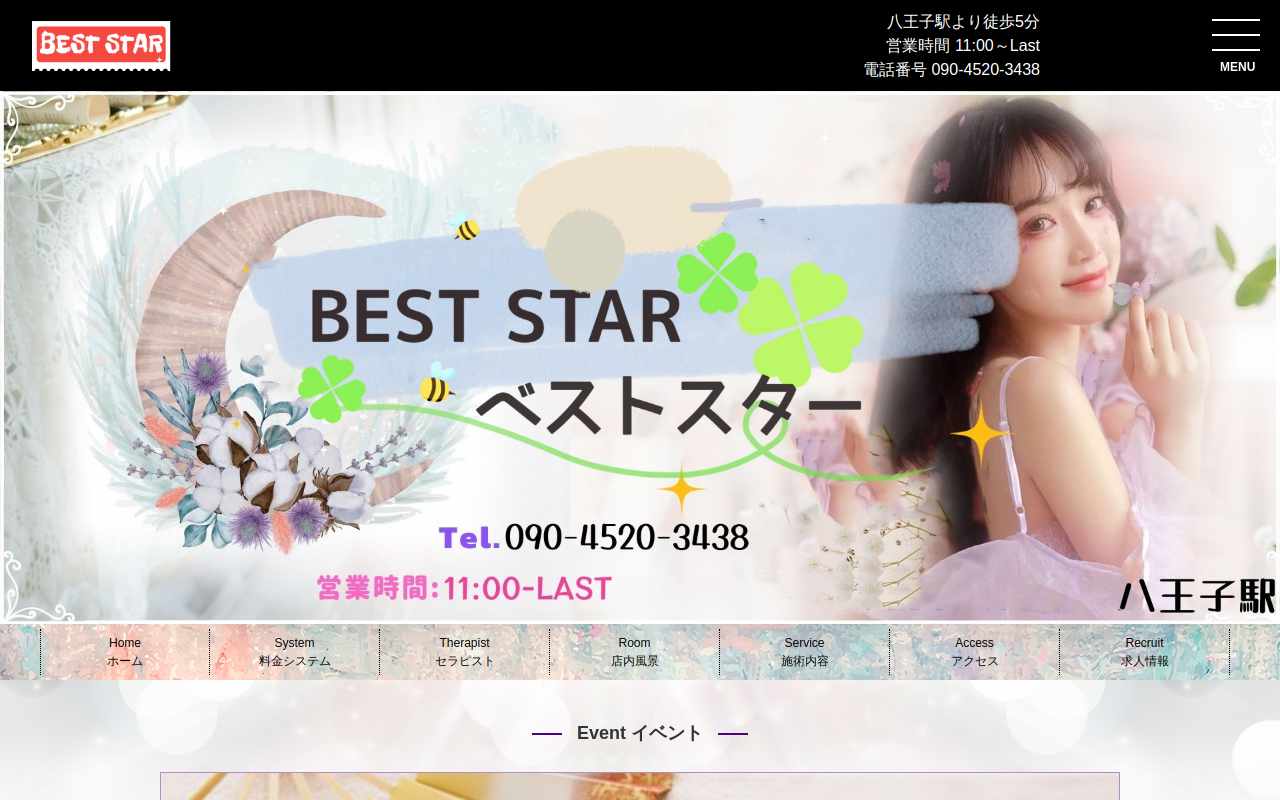 BEST STAR
八王子駅より徒歩5分
営業時間 11:00～Last
電話番号 090-4520-3438
MENU
BEST STAR
ベストスター
Tel.090-4520-3438
営業時間:11:00-LAST
八王子駅
Home
ホーム
System
料金システム
Therapist
セラピスト
Room
店内風景
Service
施術内容
Access
アクセス
Recruit
求人情報
Event イベント